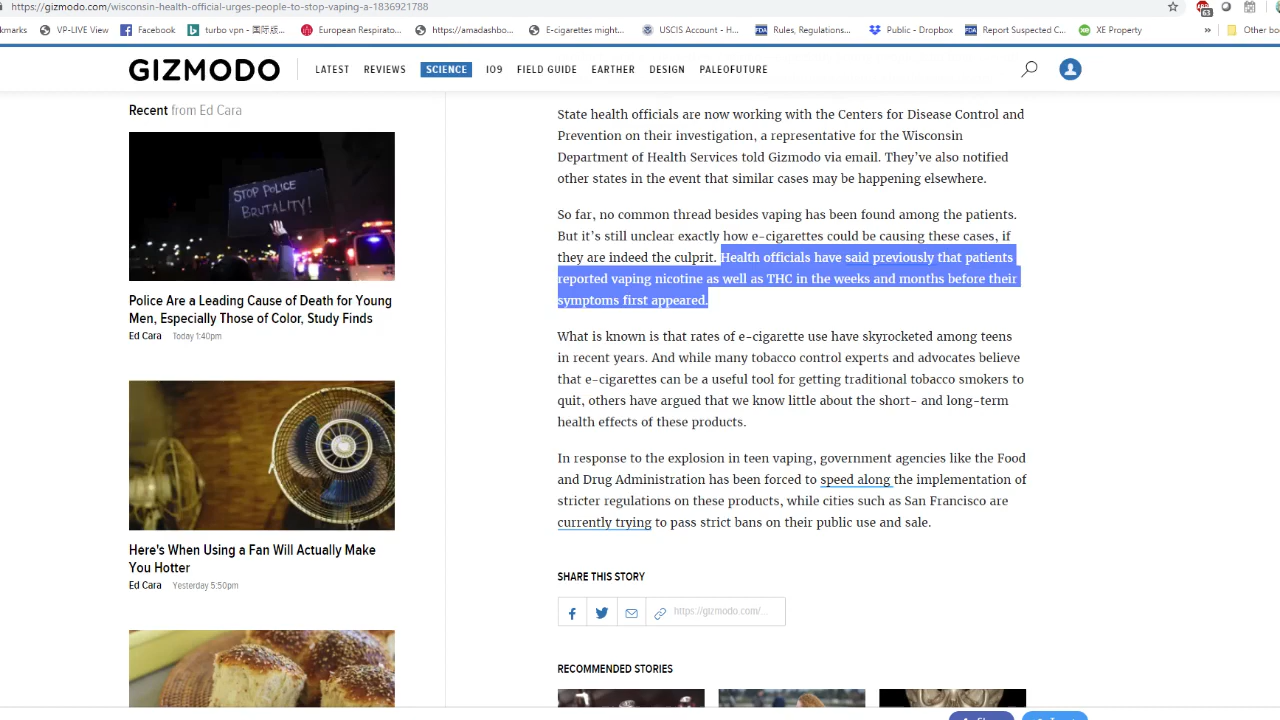 https://gizmodo.com/wisconsin-health-official-urges-people-to-stop-vaping-a-1836921788
kmarks VP-LIVE View Facebook turbo vpn - 国际版... European Respirato... https://amadashbo... E-cigarettes might... USCIS Account - H... Rules, Regulations... Public - Dropbox Report Suspected C... XE Property » Other bo
GIZMODO LATEST REVIEWS SCIENCE IO9 FIELD GUIDE EARTHER DESIGN PALEOFUTURE
Recent from Ed Cara
STOP POLICE
BRUTALITY!
Police Are a Leading Cause of Death for Young
Men, Especially Those of Color, Study Finds
Ed Cara Today 1:40pm
Here's When Using a Fan Will Actually Make
You Hotter
Ed Cara Yesterday 5:50pm
State health officials are now working with the Centers for Disease Control and
Prevention on their investigation, a representative for the Wisconsin
Department of Health Services told Gizmodo via email. They’ve also notified
other states in the event that similar cases may be happening elsewhere.
So far, no common thread besides vaping has been found among the patients.
But it’s still unclear exactly how e-cigarettes could be causing these cases, if
they are indeed the culprit. Health officials have said previously that patients
reported vaping nicotine as well as THC in the weeks and months before their
symptoms first appeared.
What is known is that rates of e-cigarette use have skyrocketed among teens
in recent years. And while many tobacco control experts and advocates believe
that e-cigarettes can be a useful tool for getting traditional tobacco smokers to
quit, others have argued that we know little about the short- and long-term
health effects of these products.
In response to the explosion in teen vaping, government agencies like the Food
and Drug Administration has been forced to speed along the implementation of
stricter regulations on these products, while cities such as San Francisco are
currently trying to pass strict bans on their public use and sale.
SHARE THIS STORY
https://gizmodo.com/...
RECOMMENDED STORIES